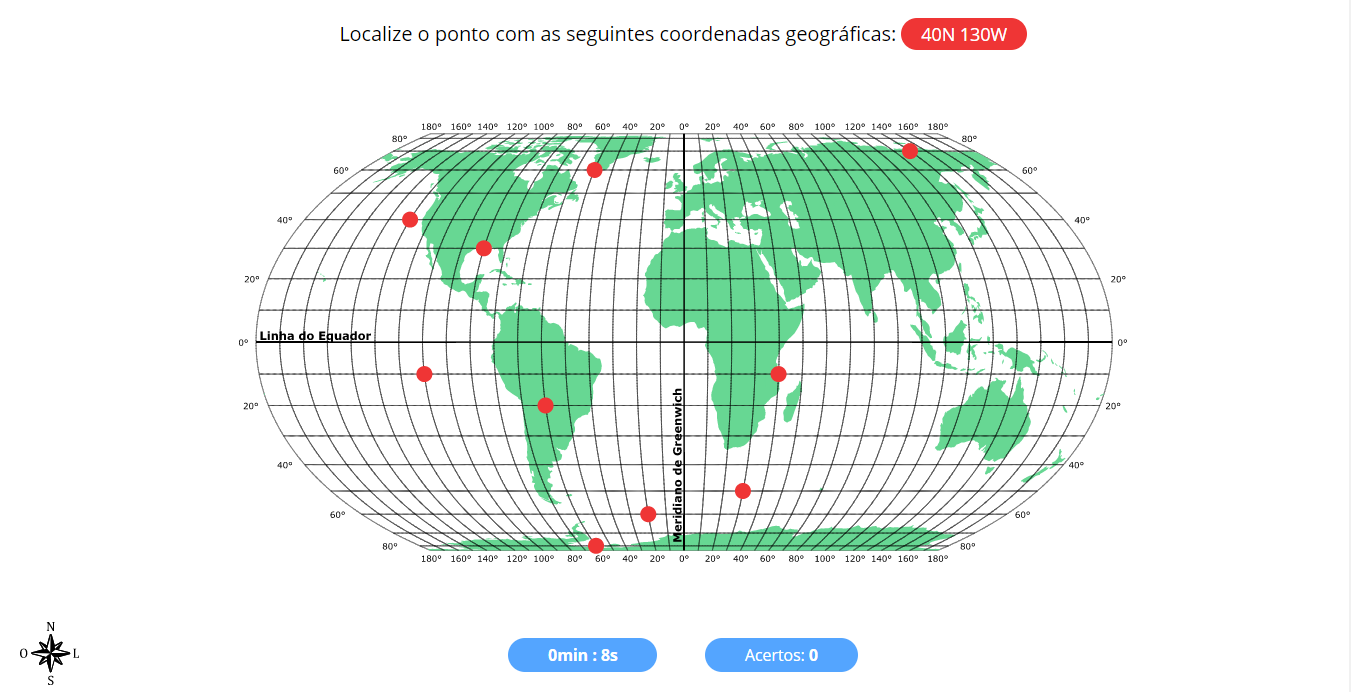 Localize o ponto com as seguintes coordenadas geográficas: 40N 130W
180° 160° 140° 120° 100° 80° 60° 40° 20° 0° 20° 40° 60° 80° 100° 120° 140° 160° 180°
80° 80°
60° 60°
40° 40°
20° 20°
Linha do Equador
0° 0°
20° 20°
Meridiano de Greenwich
40° 40°
60° 60°
80° 80°
180° 160° 140° 120° 100° 80° 60° 40° 20° 0° 20° 40° 60° 80° 100° 120° 140° 160° 180°
N
O L
S
0min : 8s
Acertos: 0